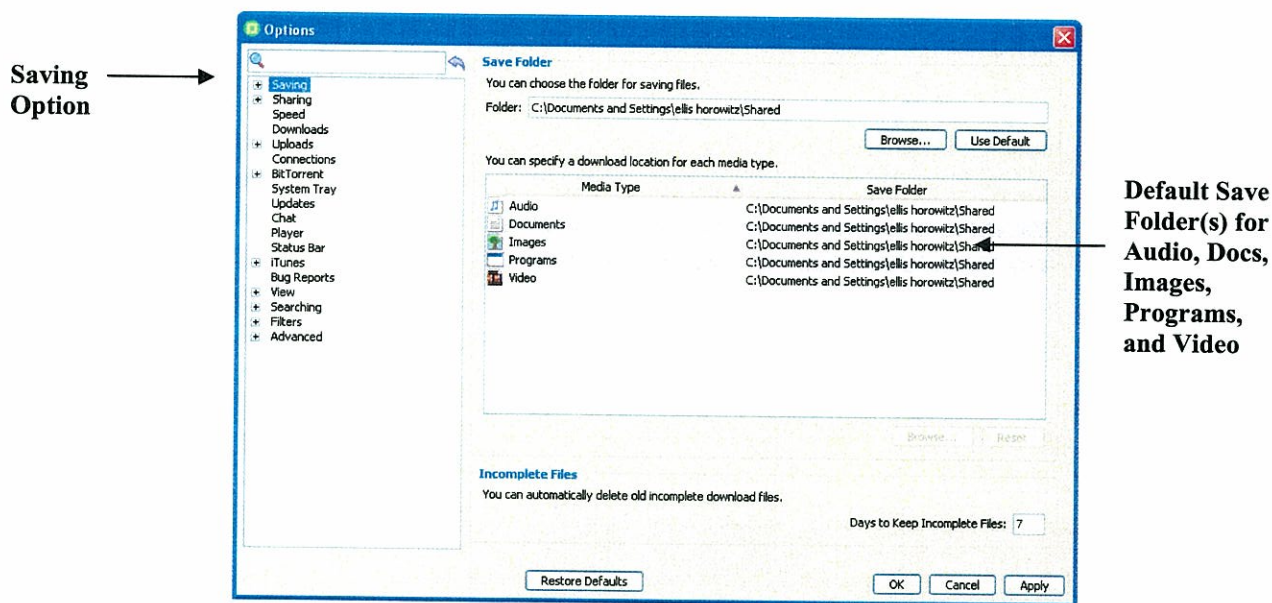 Options
Saving
Option
Saving
Sharing
Speed
Downloads
Uploads
Connections
BitTorrent
System Tray
Updates
Chat
Player
Status Bar
iTunes
Bug Reports
View
Searching
Filters
Advanced
Save Folder
You can choose the folder for saving files.
Folder: C:\Documents and Settings\ellis horowitz\Shared
Browse... Use Default
You can specify a download location for each media type.
Media Type Save Folder
Audio C:\Documents and Settings\ellis horowitz\Shared
Documents C:\Documents and Settings\ellis horowitz\Shared
Images C:\Documents and Settings\ellis horowitz\Shared
Programs C:\Documents and Settings\ellis horowitz\Shared
Video C:\Documents and Settings\ellis horowitz\Shared
Browse... Reset
Incomplete Files
You can automatically delete old incomplete download files.
Days to Keep Incomplete Files: 7
Restore Defaults OK Cancel Apply
Default Save
Folder(s) for
Audio, Docs,
Images,
Programs,
and Video